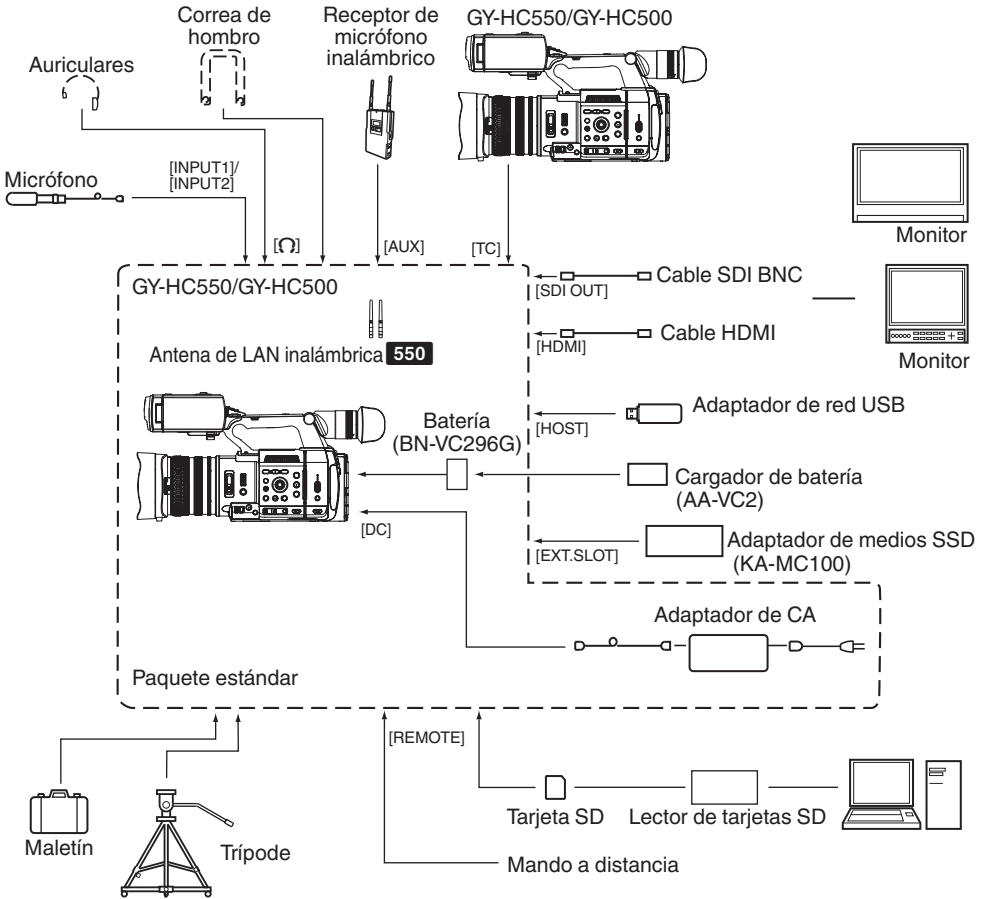 Correa de
hombro
Receptor de
micrófono
inalámbrico
GY-HC550/GY-HC500
Auriculares
Micrófono
[INPUT1]/
[INPUT2]
[ ]
[AUX]
[TC]
Monitor
GY-HC550/GY-HC500
[SDI OUT]
Cable SDI BNC
Antena de LAN inalámbrica 550
[HDMI]
Cable HDMI
Monitor
Batería
(BN-VC296G)
[HOST]
Adaptador de red USB
Cargador de batería
(AA-VC2)
[DC]
[EXT.SLOT]
Adaptador de medios SSD
(KA-MC100)
Adaptador de CA
Paquete estándar
[REMOTE]
Maletín
Trípode
Tarjeta SD
Lector de tarjetas SD
Mando a distancia